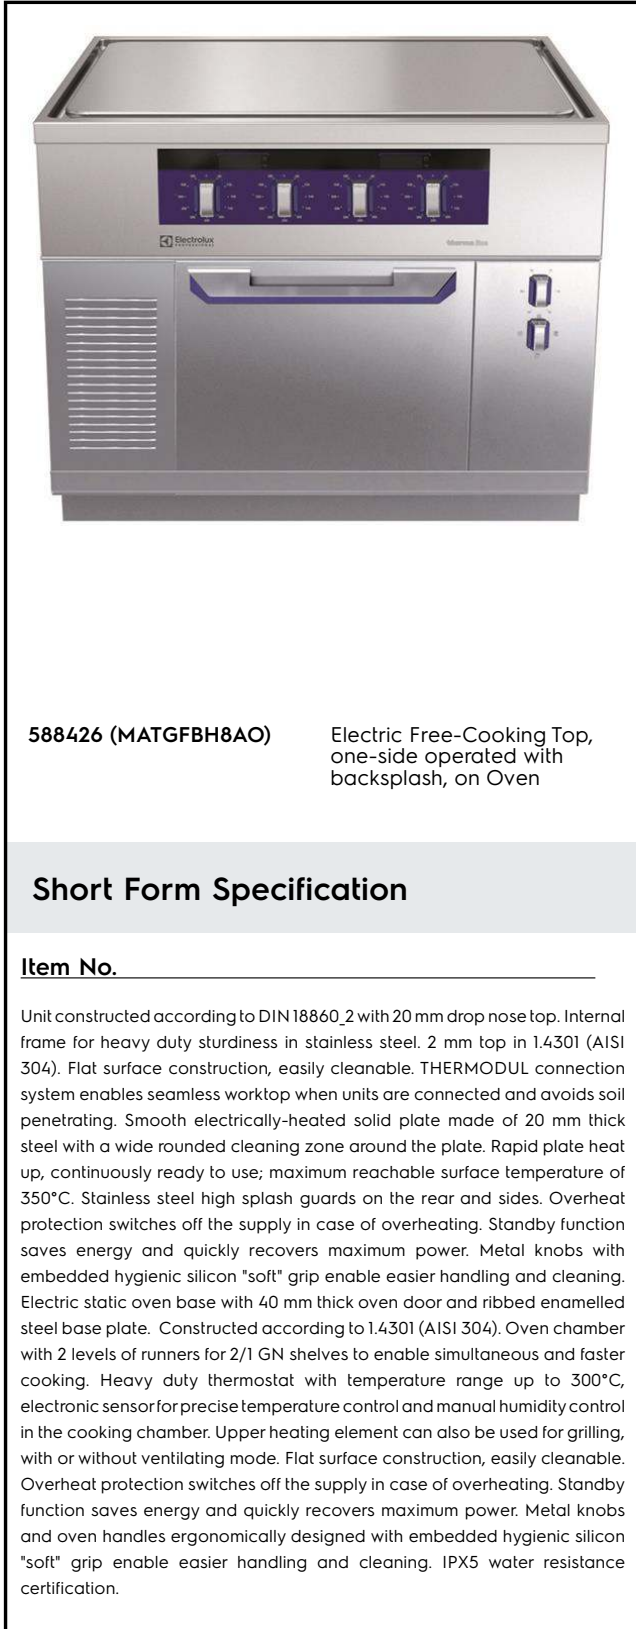 Electrolux
PROFESSIONAL
588426 (MATGFBH8AO)
Electric Free-Cooking Top,
one-side operated with
backsplash, on Oven
Short Form Specification
Item No.
Unit constructed according to DIN 18860_2 with 20 mm drop nose top. Internal
frame for heavy duty sturdiness in stainless steel. 2 mm top in 1.4301 (AISI
304). Flat surface construction, easily cleanable. THERMODUL connection
system enables seamless worktop when units are connected and avoids soil
penetrating. Smooth electrically-heated solid plate made of 20 mm thick
steel with a wide rounded cleaning zone around the plate. Rapid plate heat
up, continuously ready to use; maximum reachable surface temperature of
350°C. Stainless steel high splash guards on the rear and sides. Overheat
protection switches off the supply in case of overheating. Standby function
saves energy and quickly recovers maximum power. Metal knobs with
embedded hygienic silicon "soft" grip enable easier handling and cleaning.
Electric static oven base with 40 mm thick oven door and ribbed enamelled
steel base plate. Constructed according to 1.4301 (AISI 304). Oven chamber
with 2 levels of runners for 2/1 GN shelves to enable simultaneous and faster
cooking. Heavy duty thermostat with temperature range up to 300°C,
electronic sensor for precise temperature control and manual humidity control
in the cooking chamber. Upper heating element can also be used for grilling,
with or without ventilating mode. Flat surface construction, easily cleanable.
Overheat protection switches off the supply in case of overheating. Standby
function saves energy and quickly recovers maximum power. Metal knobs
and oven handles ergonomically designed with embedded hygienic silicon
"soft" grip enable easier handling and cleaning. IPX5 water resistance
certification.